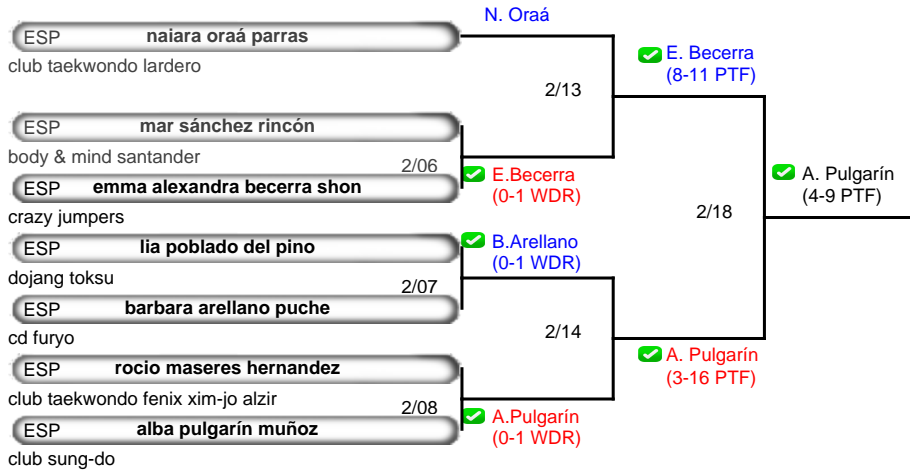 N. Oraá
ESP naiara oraá parras
club taekwondo lardero
E. Becerra
(8-11 PTF)
2/13
ESP mar sánchez rincón
body & mind santander
2/06
E.Becerra
(0-1 WDR)
ESP emma alexandra becerra shon
crazy jumpers
A. Pulgarín
(4-9 PTF)
2/18
ESP lia poblado del pino
dojang toksu
B.Arellano
(0-1 WDR)
2/07
ESP barbara arellano puche
cd furyo
2/14
ESP rocio maseres hernandez
club taekwondo fenix xim-jo alzir
A. Pulgarín
(3-16 PTF)
2/08
A.Pulgarín
(0-1 WDR)
ESP alba pulgarín muñoz
club sung-do